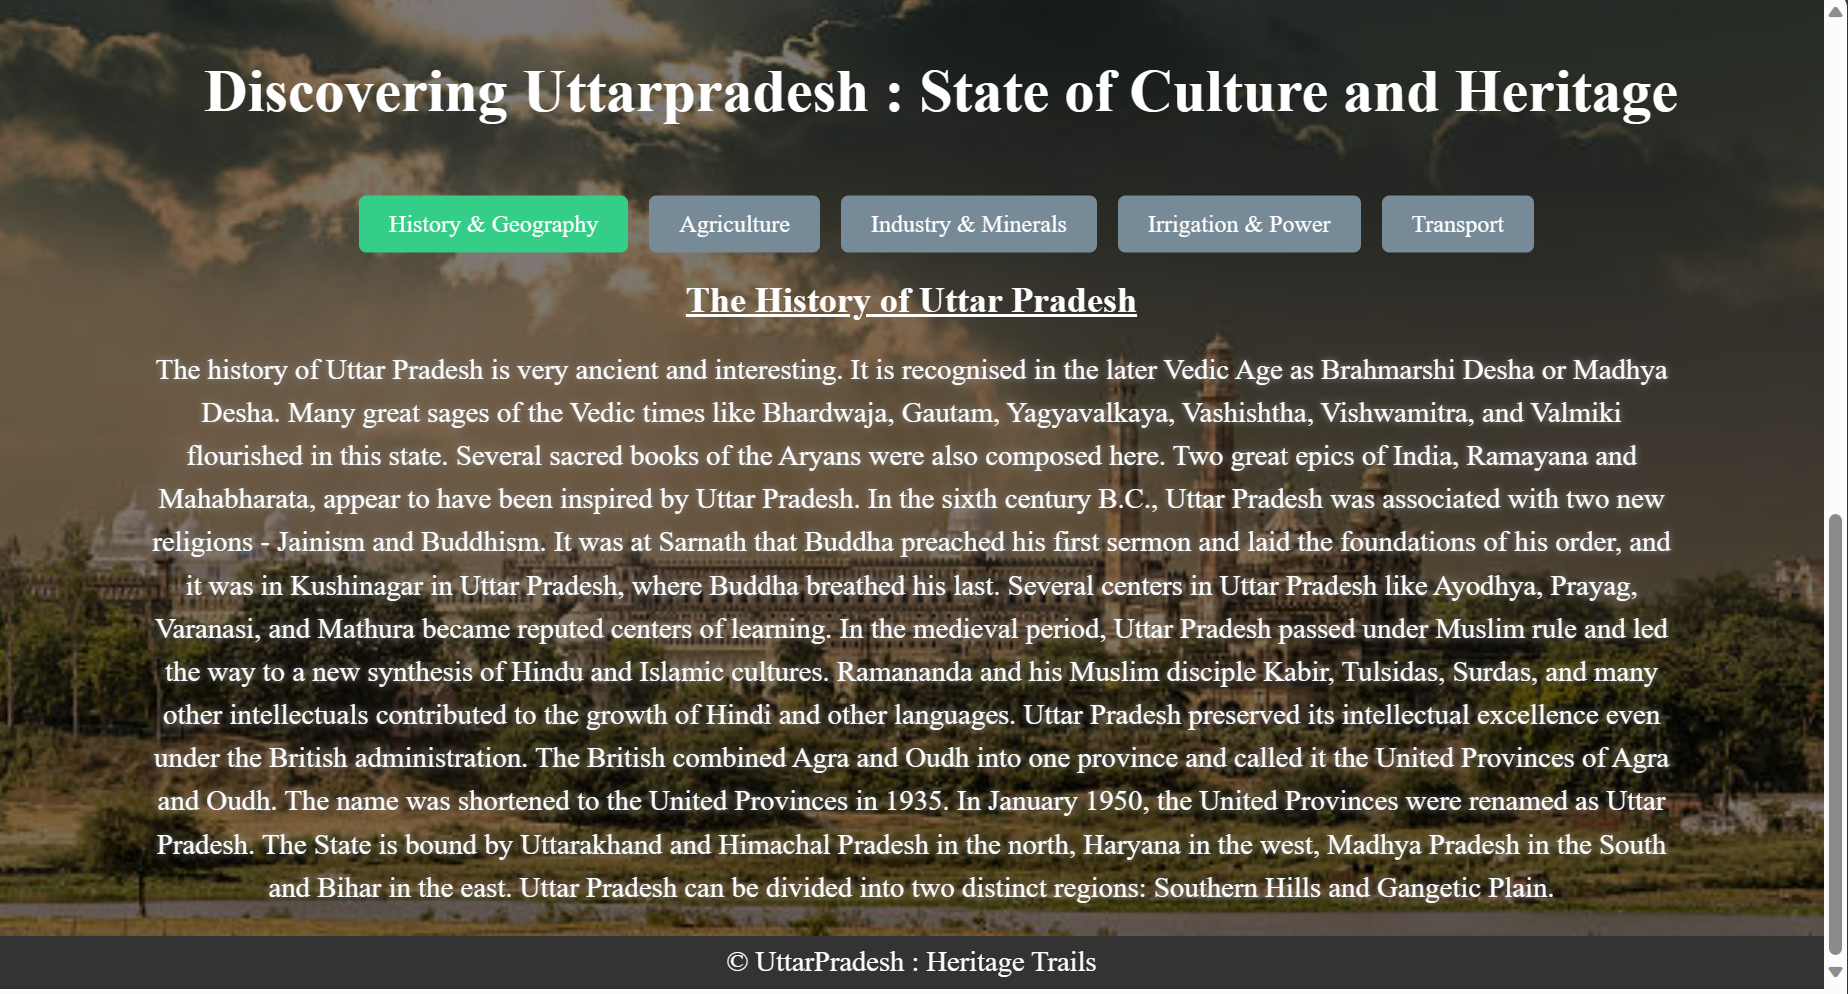 Discovering Uttarpradesh : State of Culture and Heritage
History & Geography
Agriculture
Industry & Minerals
Irrigation & Power
Transport
The History of Uttar Pradesh
The history of Uttar Pradesh is very ancient and interesting. It is recognised in the later Vedic Age as Brahmarshi Desha or Madhya
Desha. Many great sages of the Vedic times like Bhardwaja, Gautam, Yagyavalkaya, Vashishtha, Vishwamitra, and Valmiki
flourished in this state. Several sacred books of the Aryans were also composed here. Two great epics of India, Ramayana and
Mahabharata, appear to have been inspired by Uttar Pradesh. In the sixth century B.C., Uttar Pradesh was associated with two new
religions - Jainism and Buddhism. It was at Sarnath that Buddha preached his first sermon and laid the foundations of his order, and
it was in Kushinagar in Uttar Pradesh, where Buddha breathed his last. Several centers in Uttar Pradesh like Ayodhya, Prayag,
Varanasi, and Mathura became reputed centers of learning. In the medieval period, Uttar Pradesh passed under Muslim rule and led
the way to a new synthesis of Hindu and Islamic cultures. Ramananda and his Muslim disciple Kabir, Tulsidas, Surdas, and many
other intellectuals contributed to the growth of Hindi and other languages. Uttar Pradesh preserved its intellectual excellence even
under the British administration. The British combined Agra and Oudh into one province and called it the United Provinces of Agra
and Oudh. The name was shortened to the United Provinces in 1935. In January 1950, the United Provinces were renamed as Uttar
Pradesh. The State is bound by Uttarakhand and Himachal Pradesh in the north, Haryana in the west, Madhya Pradesh in the South
and Bihar in the east. Uttar Pradesh can be divided into two distinct regions: Southern Hills and Gangetic Plain.
© UttarPradesh : Heritage Trails